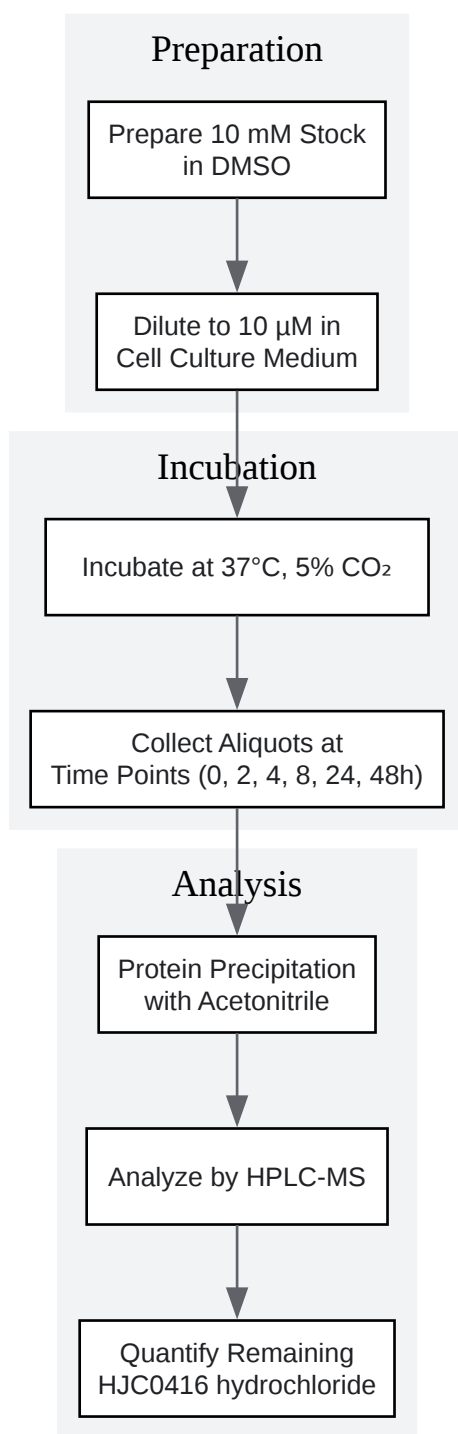 Preparation
Prepare 10 mM Stock
in DMSO
Dilute to 10 µM in
Cell Culture Medium
Incubation
Incubate at 37°C, 5% CO₂
Collect Aliquots at
Time Points (0, 2, 4, 8, 24, 48h)
Analysis
Protein Precipitation
with Acetonitrile
Analyze by HPLC-MS
Quantify Remaining
HJC0416 hydrochloride